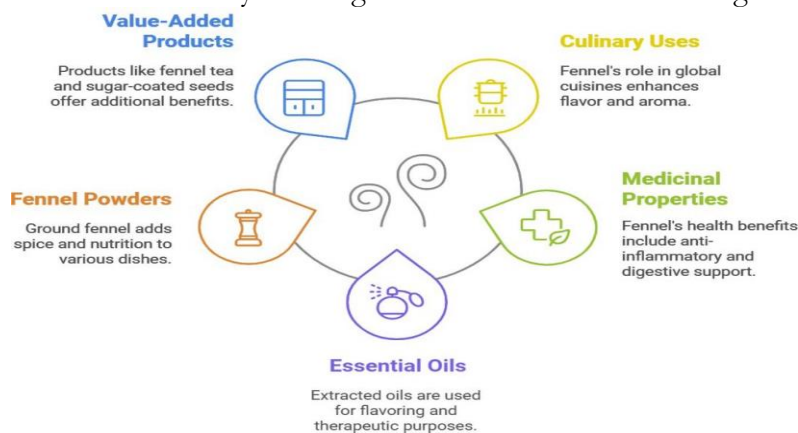 Value-Added
Products
Products like fennel tea
and sugar-coated seeds
offer additional benefits.
Culinary Uses
Fennel's role in global
cuisines enhances
flavor and aroma.
Fennel Powders
Ground fennel adds
spice and nutrition to
various dishes.
Medicinal
Properties
Fennel's health benefits
include anti-
inflammatory and
digestive support.
Essential Oils
Extracted oils are used
for flavoring and
therapeutic purposes.